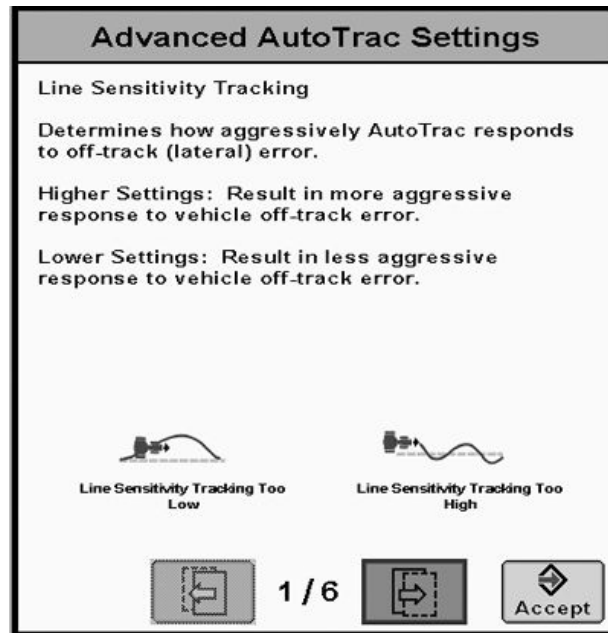 Advanced AutoTrac Settings
Line Sensitivity Tracking
Determines how aggressively AutoTrac responds
to off-track (lateral) error.
Higher Settings: Result in more aggressive
response to vehicle off-track error.
Lower Settings: Result in less aggressive
response to vehicle off-track error.
Line Sensitivity Tracking Too
Low
Line Sensitivity Tracking Too
High
1/6
Accept